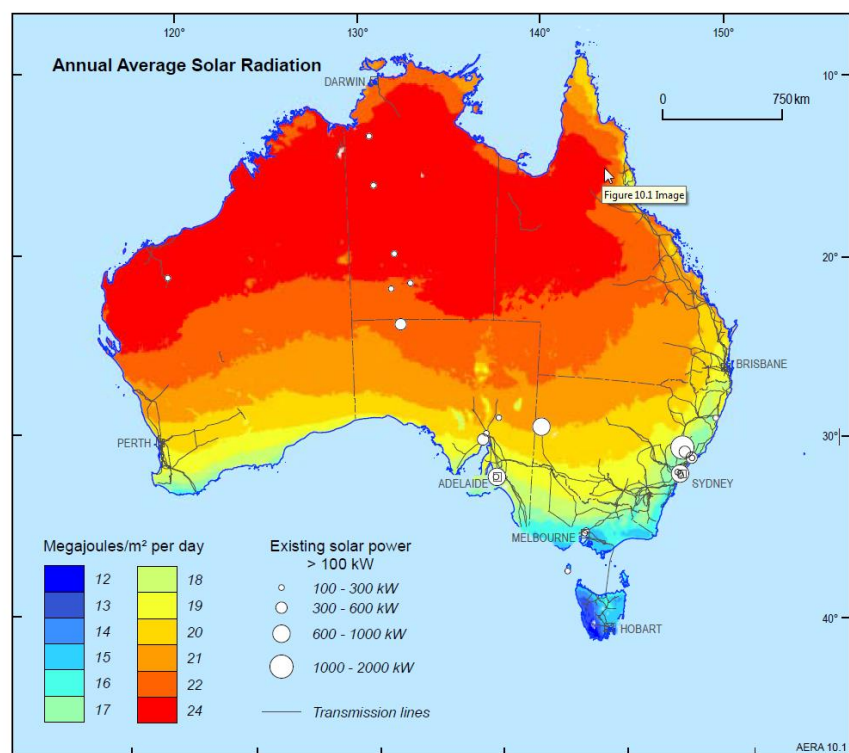 120°
130°
140°
150°
Annual Average Solar Radiation
DARWIN
10°
0
750 km
Figure 10.1 Image
20°
BRISBANE
PERTH
30°
ADELAIDE
SYDNEY
MELBOURNE
Megajoules/m² per day
12
13
14
15
16
17
18
19
20
21
22
24
Existing solar power
> 100 kW
100 - 300 kW
300 - 600 kW
600 - 1000 kW
1000 - 2000 kW
Transmission lines
40°
HOBART
AERA 10.1